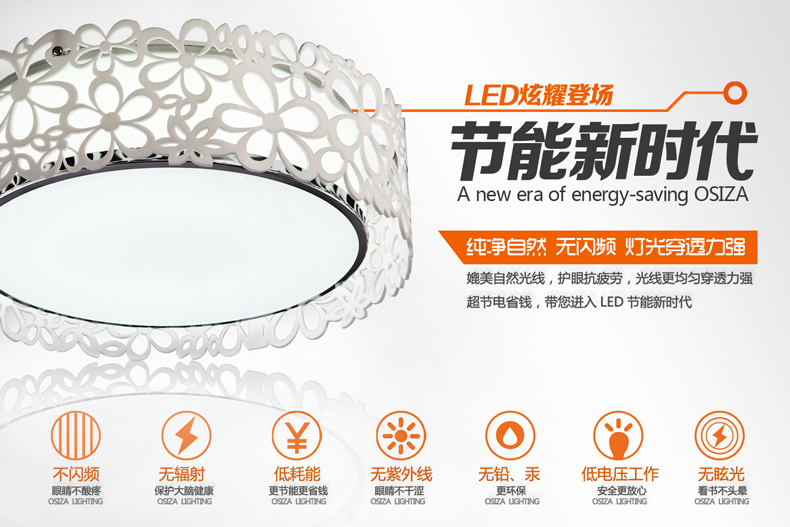 LED炫耀登场
节能新时代
A new era of energy-saving OSIZA
纯净自然 无闪频 灯光穿透力强
媲美自然光线，护眼抗疲劳，光线更均匀穿透力强
超节电省钱，带您进入 LED 节能新时代
不闪频
眼睛不酸疼
OSIZA LIGHTING
无辐射
保护大脑健康
OSIZA LIGHTING
低耗能
更节能更省钱
OSIZA LIGHTING
无紫外线
眼睛不干涩
OSIZA LIGHTING
无铅、汞
更环保
OSIZA LIGHTING
低电压工作
安全更放心
OSIZA LIGHTING
无眩光
看书不头晕
OSIZA LIGHTING